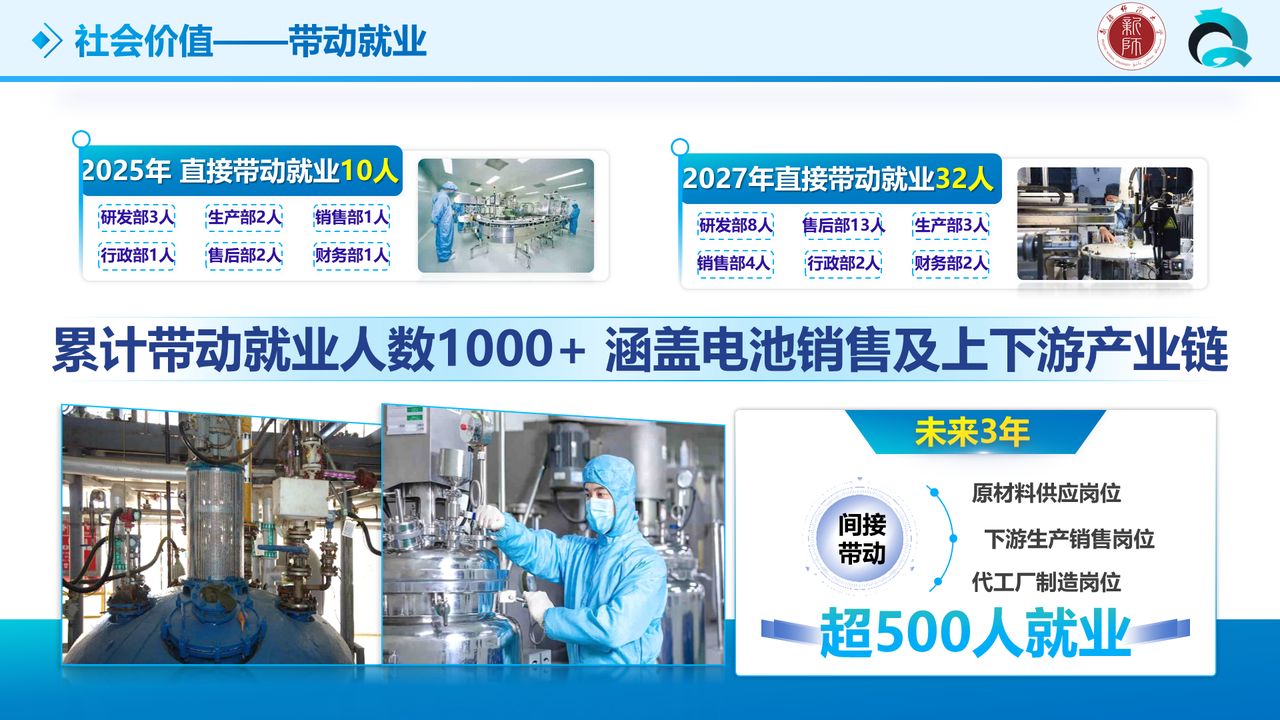 社会价值——带动就业
新师
2025年 直接带动就业10人
研发部3人 生产部2人 销售部1人
行政部1人 售后部2人 财务部1人
2027年直接带动就业32人
研发部8人 售后部13人 生产部3人
销售部4人 行政部2人 财务部2人
累计带动就业人数1000+ 涵盖电池销售及上下游产业链
未来3年
间接
带动
原材料供应岗位
下游生产销售岗位
代工厂制造岗位
超500人就业